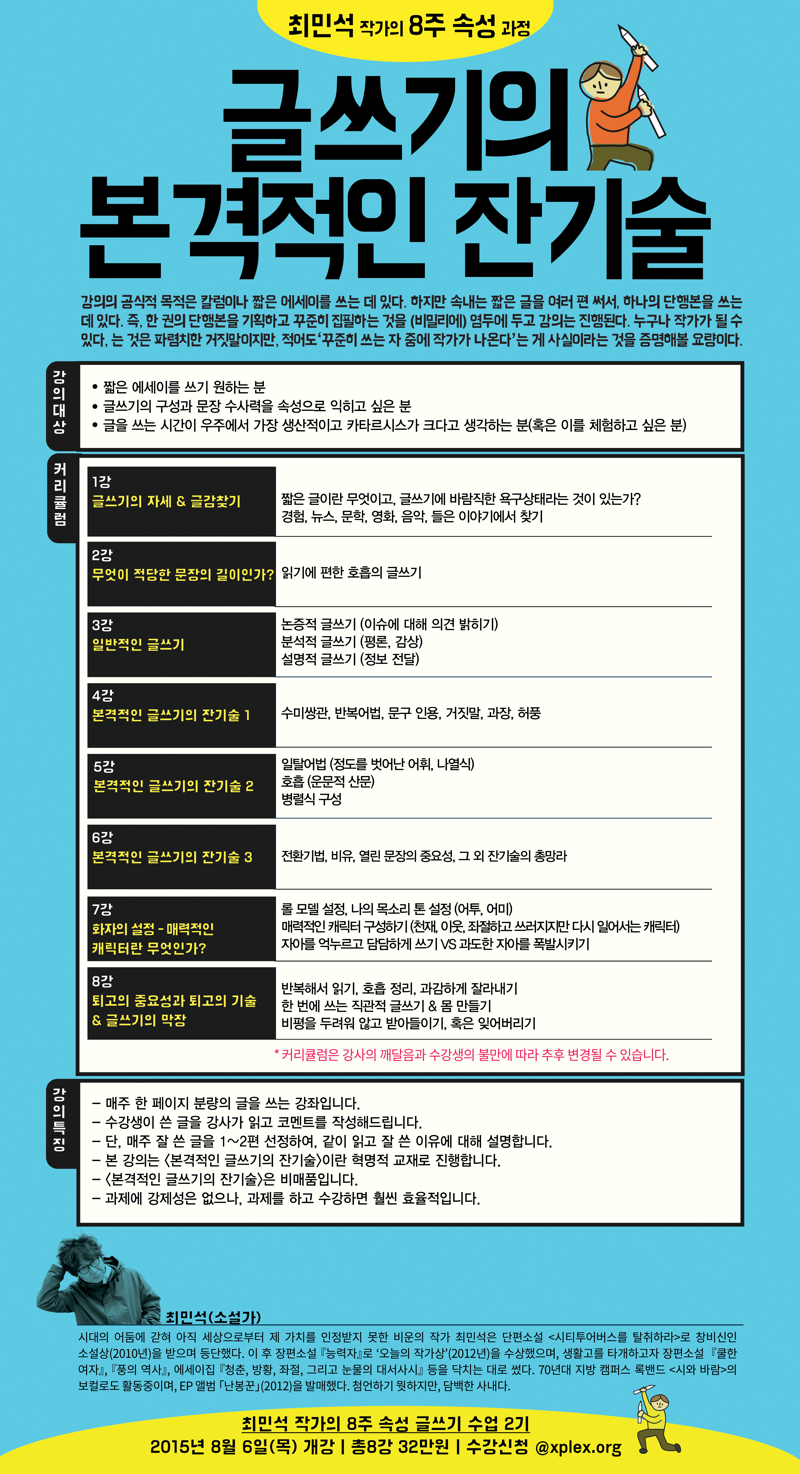 최민석 작가의 8주 속성 과정
글쓰기의
본격적인 잔기술
강의의 공식적 목적은 칼럼이나 짧은 에세이를 쓰는 데 있다. 하지만 속내는 짧은 글을 여러 편 써서, 하나의 단행본을 쓰는
데 있다. 즉, 한 권의 단행본을 기획하고 꾸준히 집필하는 것을 (비밀리에) 염두에 두고 강의는 진행된다. 누구나 작가가 될 수
있다, 는 것은 파렴치한 거짓말이지만, 적어도 ‘꾸준히 쓰는 자 중에 작가가 나온다’는 게 사실이라는 것을 증명해볼 요량이다.
강의대상
• 짧은 에세이를 쓰기 원하는 분
• 글쓰기의 구성과 문장 수사력을 속성으로 익히고 싶은 분
• 글을 쓰는 시간이 우주에서 가장 생산적이고 카타르시스가 크다고 생각하는 분(혹은 이를 체험하고 싶은 분)
커리큘럼
1강
글쓰기의 자세 & 글감찾기
짧은 글이란 무엇이고, 글쓰기에 바람직한 욕구상태라는 것이 있는가?
경험, 뉴스, 문학, 영화, 음악, 들은 이야기에서 찾기
2강
무엇이 적당한 문장의 길이인가?
읽기에 편한 호흡의 글쓰기
3강
일반적인 글쓰기
논증적 글쓰기 (이슈에 대해 의견 밝히기)
분석적 글쓰기 (평론, 감상)
설명적 글쓰기 (정보 전달)
4강
본격적인 글쓰기의 잔기술 1
수미쌍관, 반복어법, 문구 인용, 거짓말, 과장, 허풍
5강
본격적인 글쓰기의 잔기술 2
일탈어법 (정도를 벗어난 어휘, 나열식)
호흡 (운문적 산문)
병렬식 구성
6강
본격적인 글쓰기의 잔기술 3
전환기법, 비유, 열린 문장의 중요성, 그 외 잔기술의 총망라
7강
화자의 설정 - 매력적인
캐릭터란 무엇인가?
롤 모델 설정, 나의 목소리 톤 설정 (어투, 어미)
매력적인 캐릭터 구성하기 (천재, 아웃, 좌절하고 쓰러지지만 다시 일어서는 캐릭터)
자아를 억누르고 담담하게 쓰기 VS 과도한 자아를 폭발시키기
8강
퇴고의 중요성과 퇴고의 기술
& 글쓰기의 막장
반복해서 읽기, 호흡 정리, 과감하게 잘라내기
한 번에 쓰는 직관적 글쓰기 & 몸 만들기
비평을 두려워 않고 받아들이기, 혹은 잊어버리기
* 커리큘럼은 강사의 깨달음과 수강생의 불만에 따라 추후 변경될 수 있습니다.
강의특징
– 매주 한 페이지 분량의 글을 쓰는 강좌입니다.
– 수강생이 쓴 글을 강사가 읽고 코멘트를 작성해드립니다.
– 단, 매주 잘 쓴 글을 1～2편 선정하여, 같이 읽고 잘 쓴 이유에 대해 설명합니다.
– 본 강의는 〈본격적인 글쓰기의 잔기술〉이란 혁명적 교재로 진행합니다.
– 〈본격적인 글쓰기의 잔기술〉은 비매품입니다.
– 과제에 강제성은 없으나, 과제를 하고 수강하면 훨씬 효율적입니다.
최민석(소설가)
시대의 어둠에 갇혀 아직 세상으로부터 제 가치를 인정받지 못한 비운의 작가 최민석은 단편소설 <시티투어버스를 탈취하라>로 창비신인
소설상(2010년)을 받으며 등단했다. 이 후 장편소설 『능력자』로 ‘오늘의 작가상’(2012년)을 수상했으며, 생활고를 타개하고자 장편소설 『쿨한
여자』, 『풍의 역사』, 에세이집 『청춘, 방황, 좌절, 그리고 눈물의 대서사시』 등을 닥치는 대로 썼다. 70년대 지방 캠퍼스 록밴드 <시와 바람>의
보컬로도 활동중이며, EP 앨범 「난봉꾼」(2012)을 발매했다. 첨언하기 뭣하지만, 담백한 사내다.
최민석 작가의 8주 속성 글쓰기 수업 2기
2015년 8월 6일(목) 개강 | 총8강 32만원 | 수강신청 @xplex.org